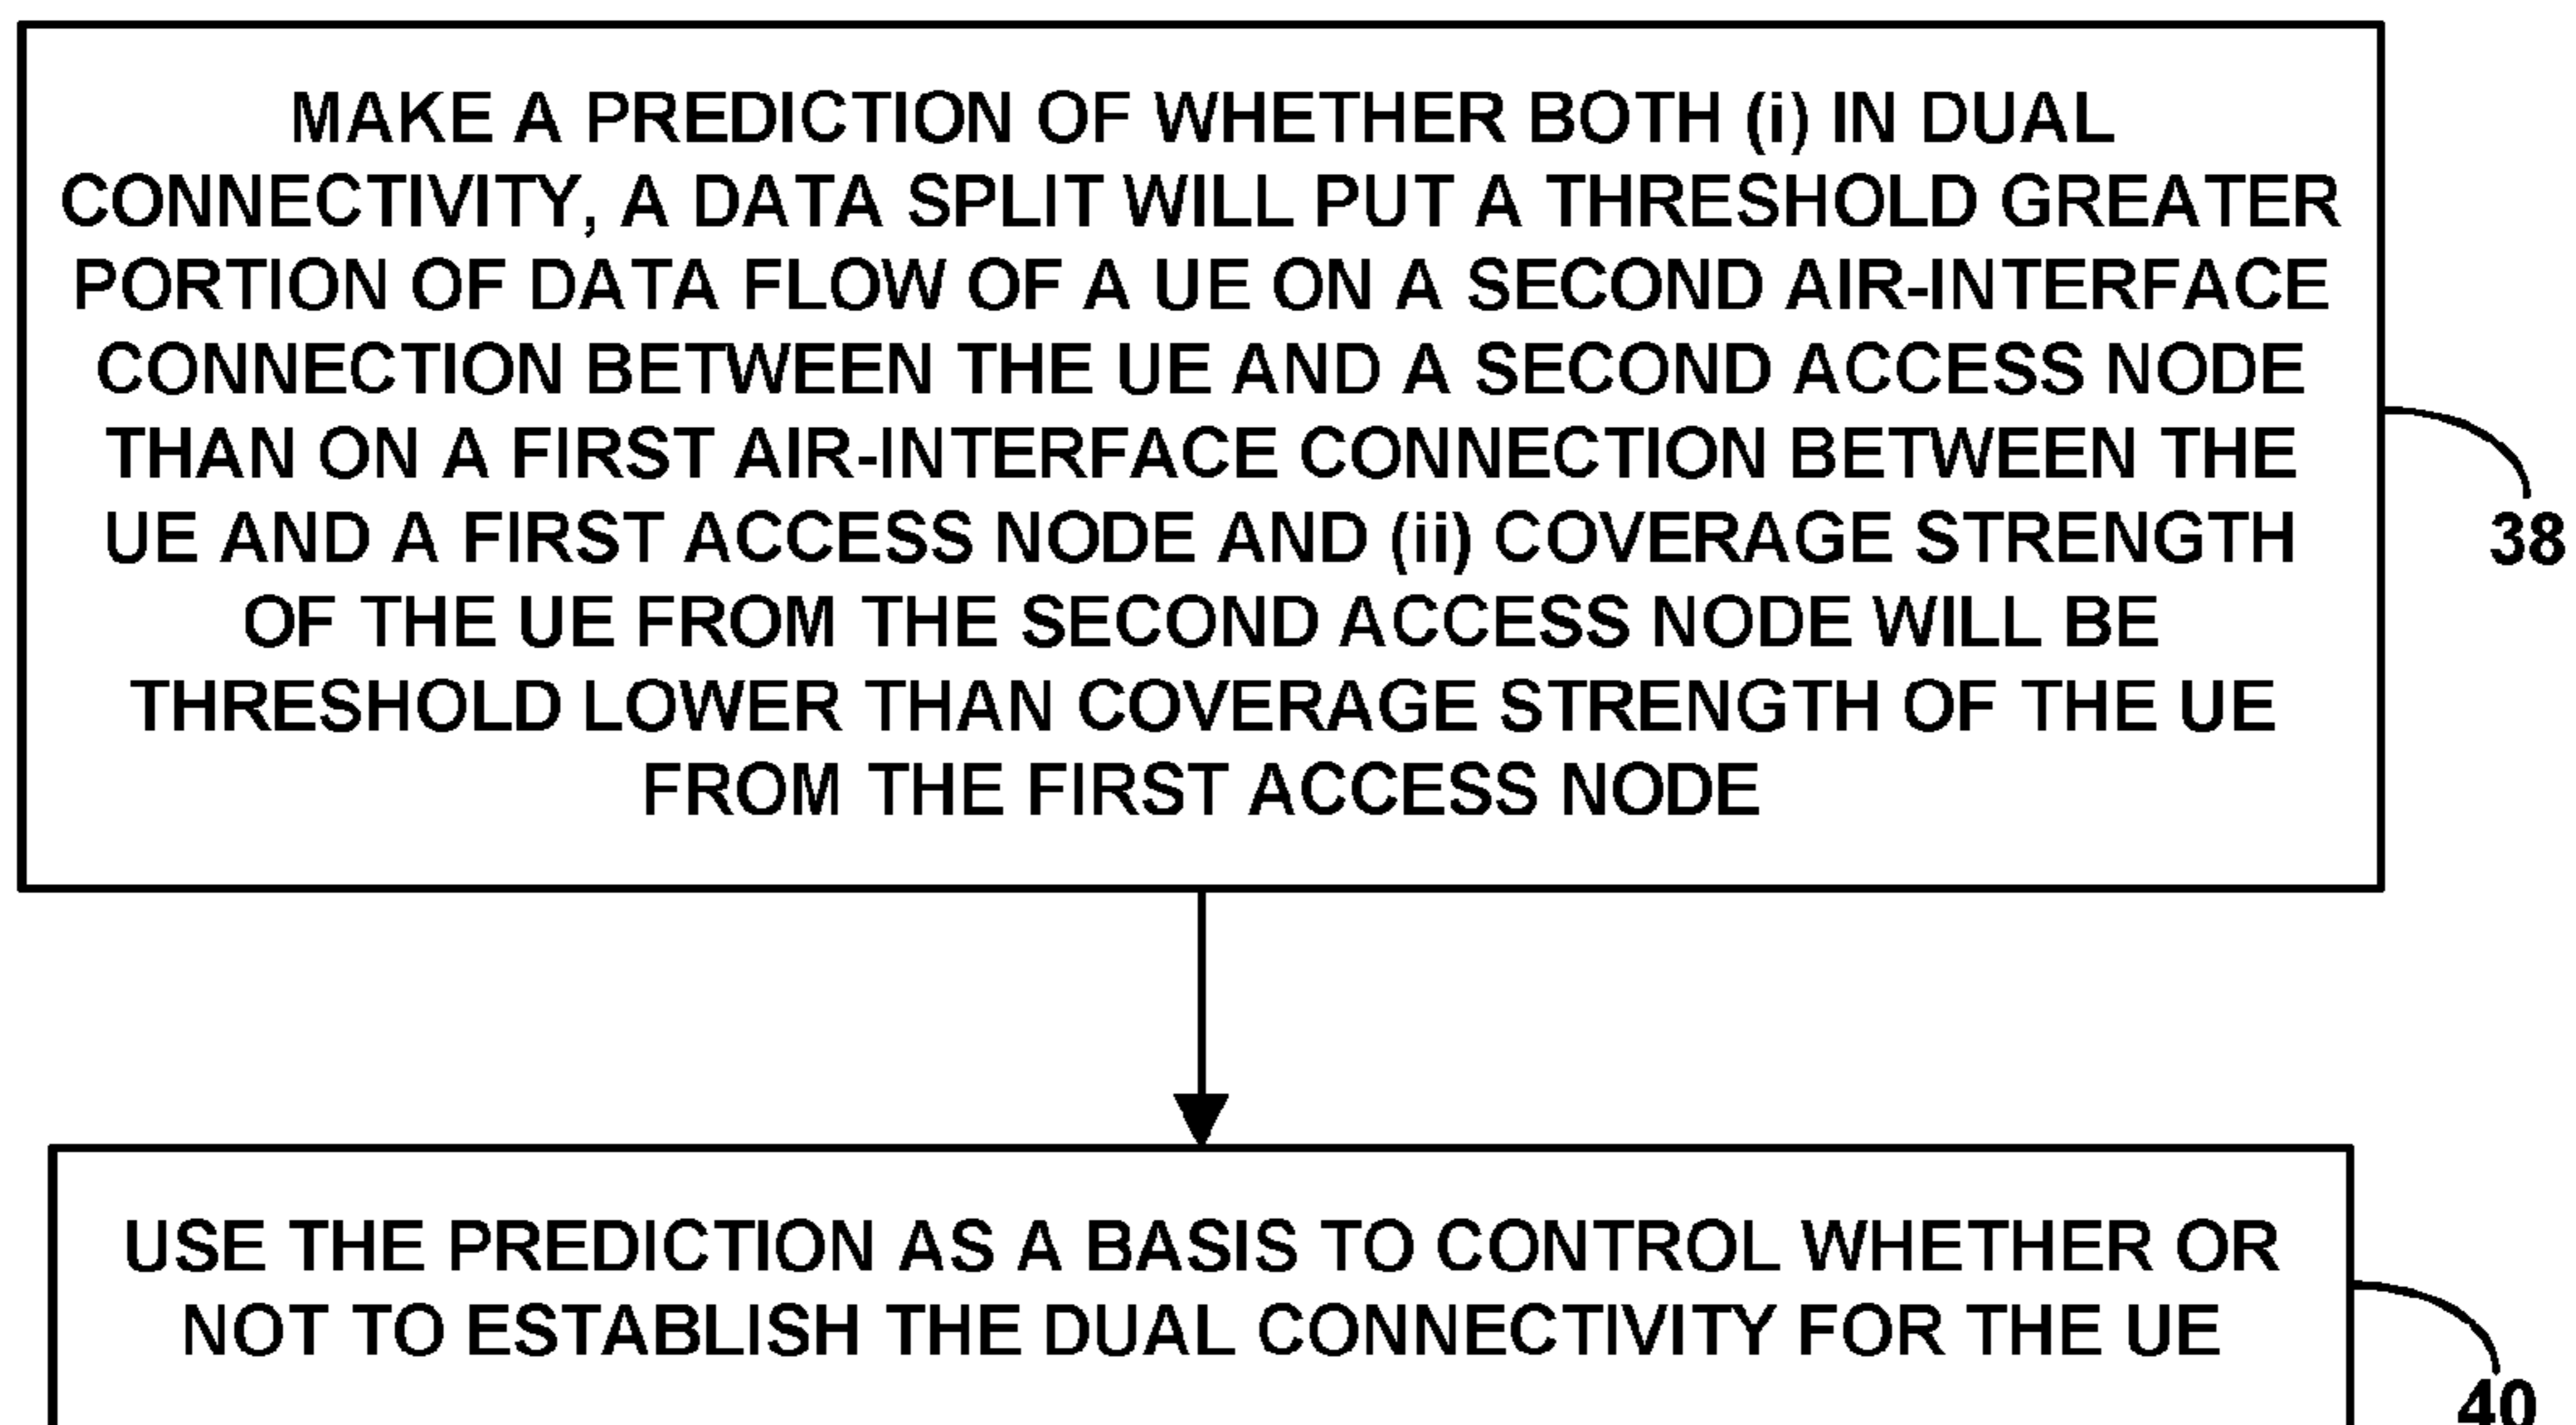 MAKE A PREDICTION OF WHETHER BOTH (i) IN DUAL
CONNECTIVITY, A DATA SPLIT WILL PUT A THRESHOLD GREATER
PORTION OF DATA FLOW OF A UE ON A SECOND AIR-INTERFACE
CONNECTION BETWEEN THE UE AND A SECOND ACCESS NODE
THAN ON A FIRST AIR-INTERFACE CONNECTION BETWEEN THE
UE AND A FIRST ACCESS NODE AND (ii) COVERAGE STRENGTH
OF THE UE FROM THE SECOND ACCESS NODE WILL BE
THRESHOLD LOWER THAN COVERAGE STRENGTH OF THE UE
FROM THE FIRST ACCESS NODE
38
USE THE PREDICTION AS A BASIS TO CONTROL WHETHER OR
NOT TO ESTABLISH THE DUAL CONNECTIVITY FOR THE UE
40